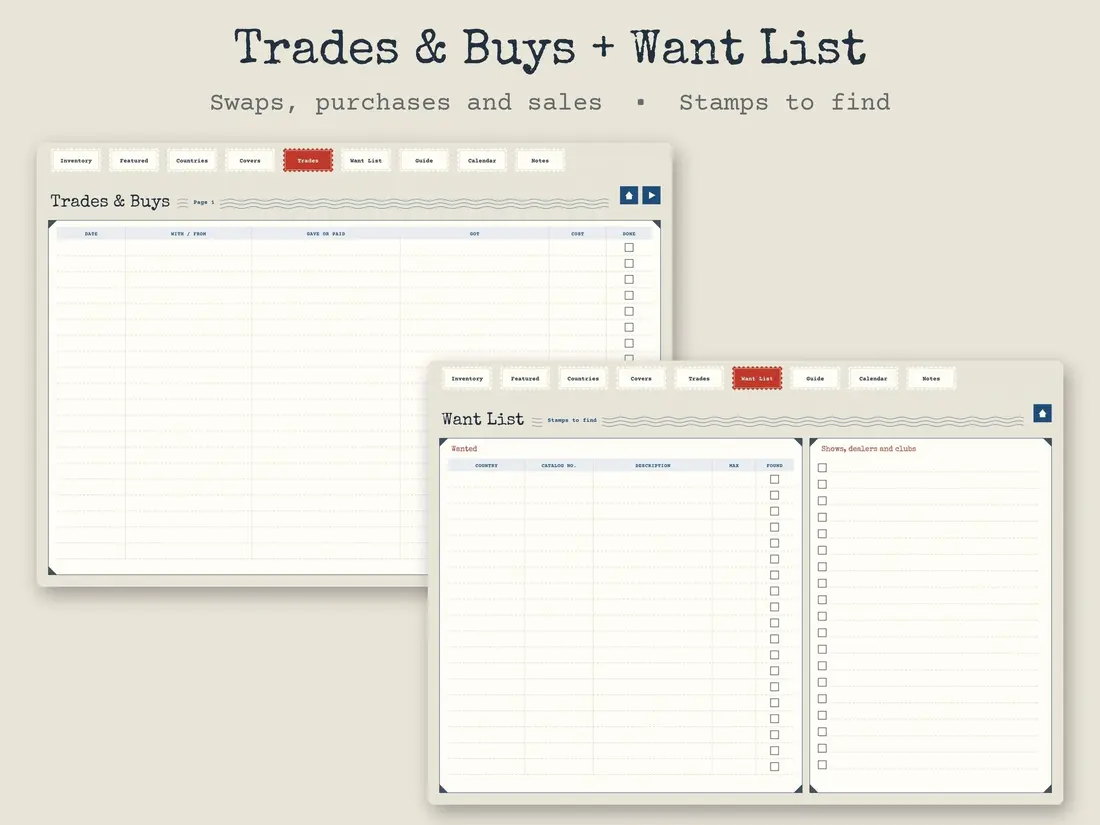 Trades & Buys + Want List
Swaps, purchases and sales ▪ Stamps to find
Inventory Featured Countries Covers Trades Want List Guide Calendar Notes
Trades & Buys Page 1
DATE WITH / FROM GAVE OR PAID GOT COST DONE
Inventory Featured Countries Covers Trades Want List Guide Calendar Notes
Want List Stamps to find
Wanted
COUNTRY CATALOG NO. DESCRIPTION MAX FOUND
Shows, dealers and clubs